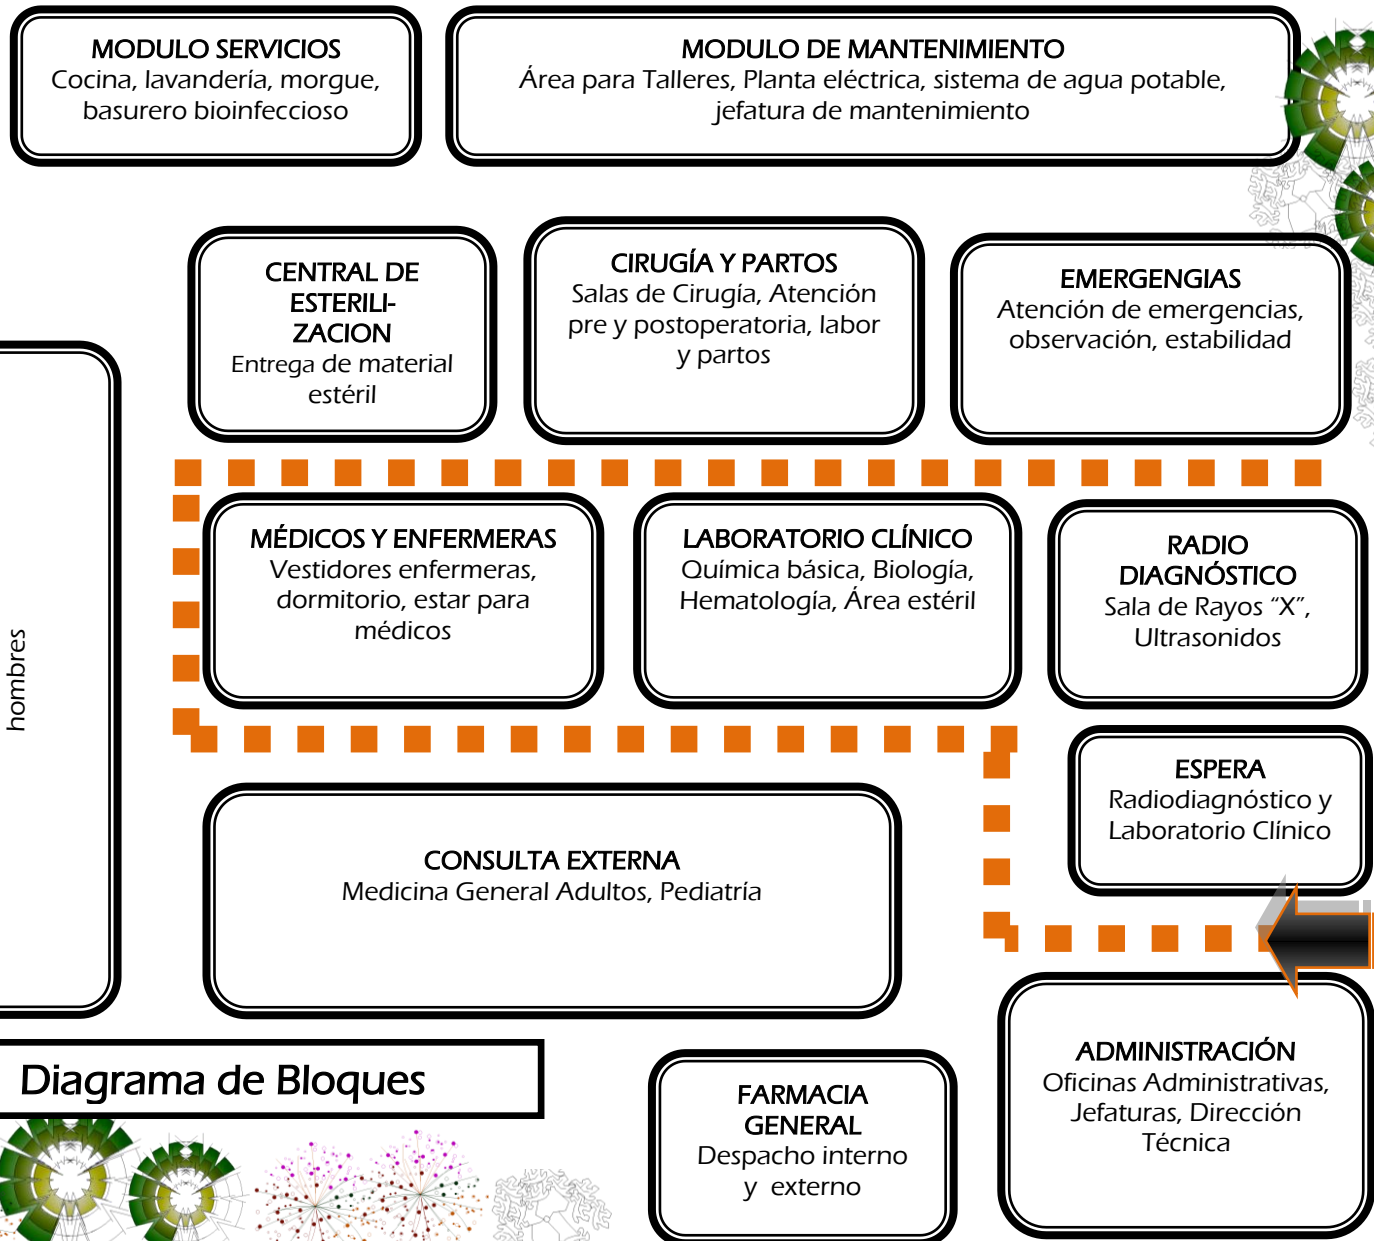 MODULO SERVICIOS
Cocina, lavandería, morgue,
basurero bioinfeccioso
MODULO DE MANTENIMIENTO
Área para Talleres, Planta eléctrica, sistema de agua potable,
jefatura de mantenimiento
CENTRAL DE
ESTERILI-
ZACION
Entrega de material
estéril
CIRUGÍA Y PARTOS
Salas de Cirugía, Atención
pre y postoperatoria, labor
y partos
EMERGENGIAS
Atención de emergencias,
observación, estabilidad
hombres
MÉDICOS Y ENFERMERAS
Vestidores enfermeras,
dormitorio, estar para
médicos
LABORATORIO CLÍNICO
Química básica, Biología,
Hematología, Área estéril
RADIO
DIAGNÓSTICO
Sala de Rayos “X”,
Ultrasonidos
ESPERA
Radiodiagnóstico y
Laboratorio Clínico
CONSULTA EXTERNA
Medicina General Adultos, Pediatría
ADMINISTRACIÓN
Oficinas Administrativas,
Jefaturas, Dirección
Técnica
FARMACIA
GENERAL
Despacho interno
y externo
Diagrama de Bloques